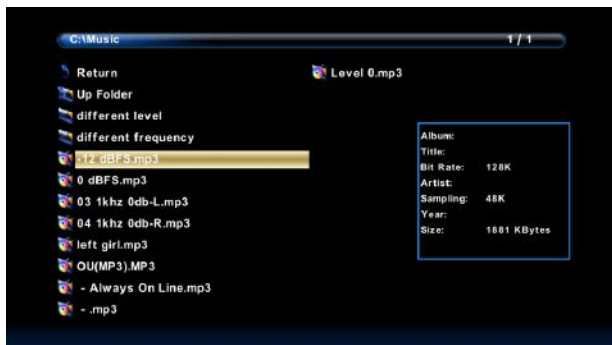 C:\Music 1 / 1
Return
Up Folder
different level
different frequency
-12 dBFS.mp3
0 dBFS.mp3
03 1khz 0db-L.mp3
04 1khz 0db-R.mp3
left girl.mp3
OU(MP3).MP3
- Always On Line.mp3
- .mp3
Level 0.mp3
Album:
Title:
Bit Rate: 128K
Artist:
Sampling: 48K
Year:
Size: 1881 KBytes